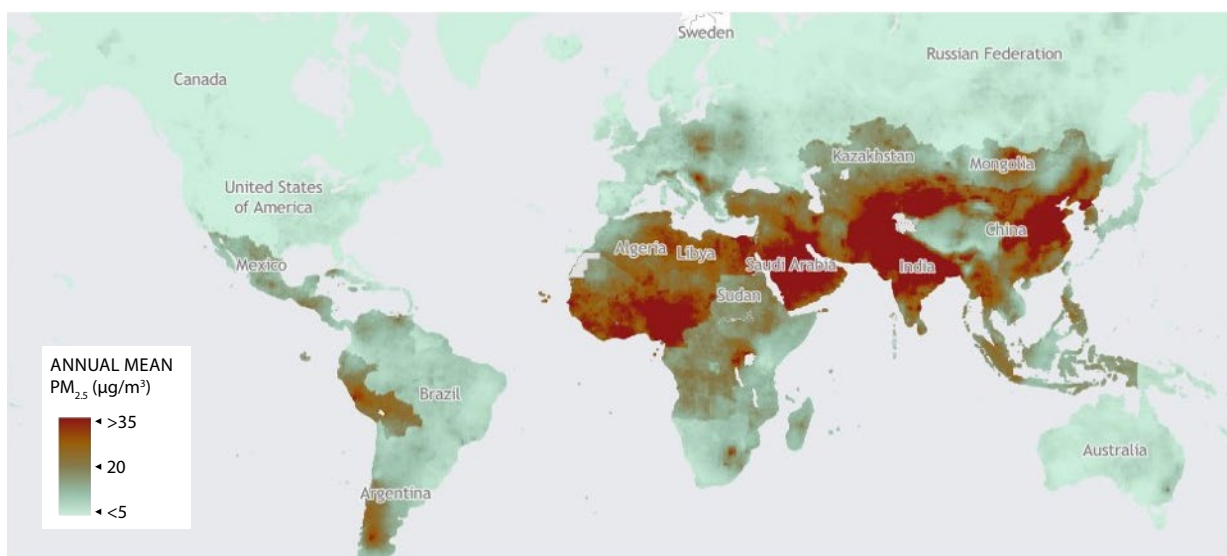 Sweden
Russian Federation
Canada
Kazakhstan
Mongolia
United States
of America
China
Algeria
Libya
Mexico
Saudi Arabia
India
Sudan
ANNUAL MEAN
PM2.5 (µg/m³)
>35
20
<5
Brazil
Australia
Argentina